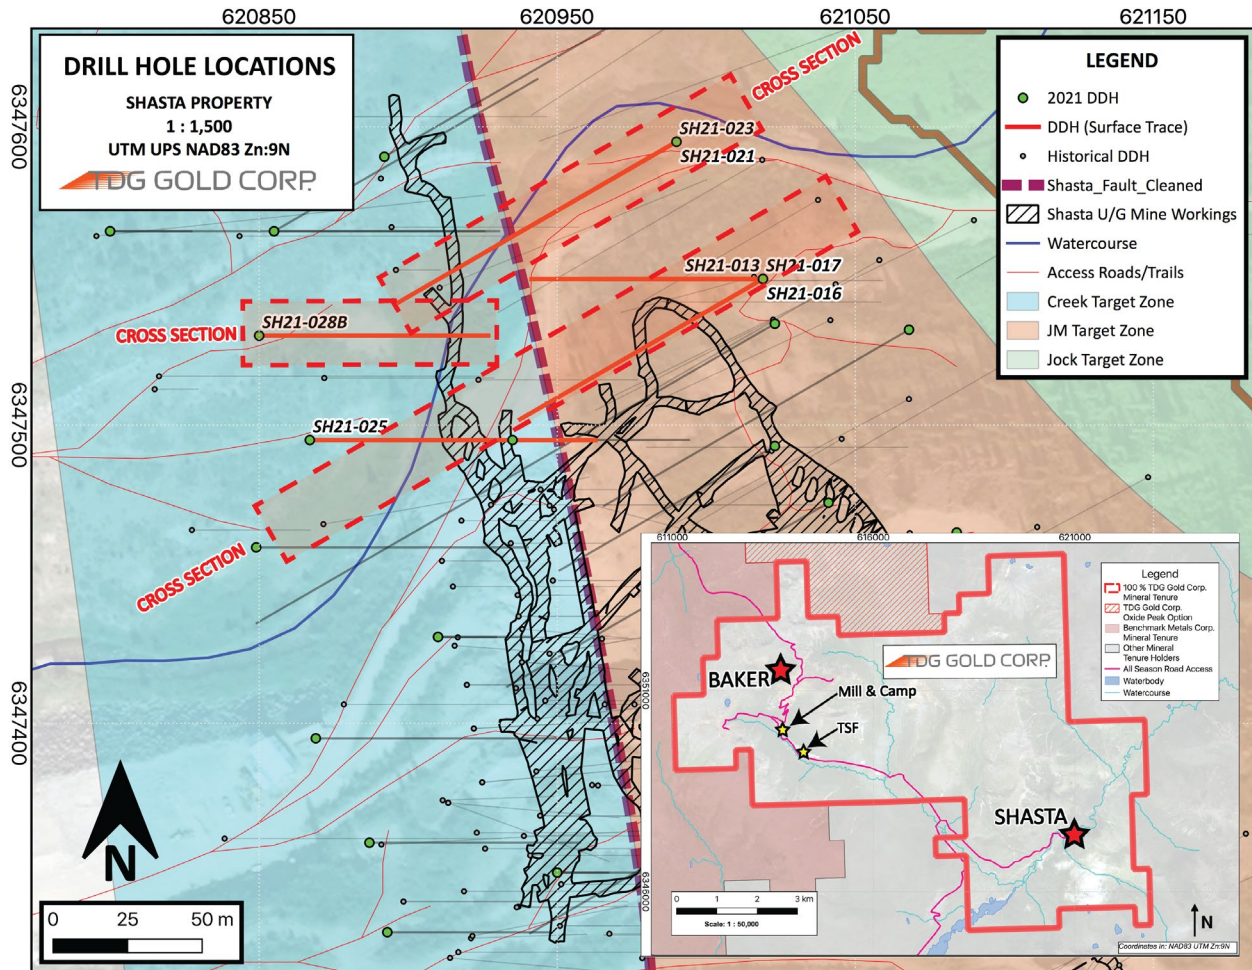 620850
620950
621050
621150
6347600
6347500
6347400
DRILL HOLE LOCATIONS
SHASTA PROPERTY
1 : 1,500
UTM UPS NAD83 Zn:9N
TDG GOLD CORP.
CROSS SECTION
SH21-023
SH21-021
SH21-013
SH21-017
SH21-016
CROSS SECTION
SH21-028B
SH21-025
CROSS SECTION
LEGEND
2021 DDH
DDH (Surface Trace)
Historical DDH
Shasta_Fault_Cleaned
Shasta U/G Mine Workings
Watercourse
Access Roads/Trails
Creek Target Zone
JM Target Zone
Jock Target Zone
N
0 25 50 m
611000
616000
621000
6351000
6346000
Legend
100 % TDG Gold Corp.
Mineral Tenure
TDG Gold Corp.
Oxide Peak Option
Benchmark Metals Corp.
Mineral Tenure
Other Mineral
Tenure Holders
All Season Road Access
Waterbody
Watercourse
TDG GOLD CORP.
BAKER
Mill & Camp
TSF
SHASTA
0 1 2 3 km
Scale: 1 : 50,000
N
Coordinates in: NAD83 UTM Zn:9N